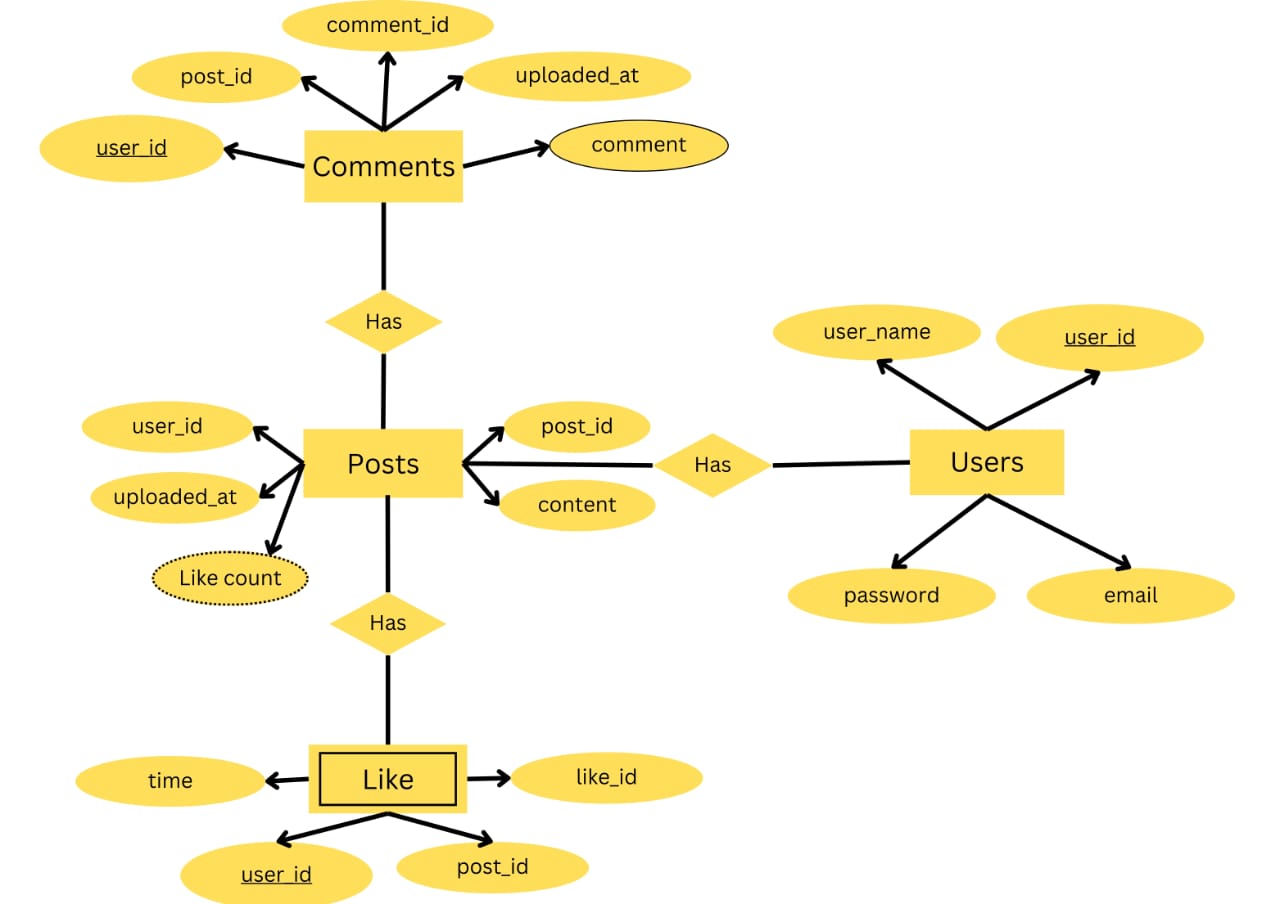 comment_id
post_id
uploaded_at
user_id
comment
Comments
Has
user_name
user_id
user_id
post_id
Posts
Has
Users
uploaded_at
content
Like count
password
email
Has
time
Like
like_id
user_id
post_id